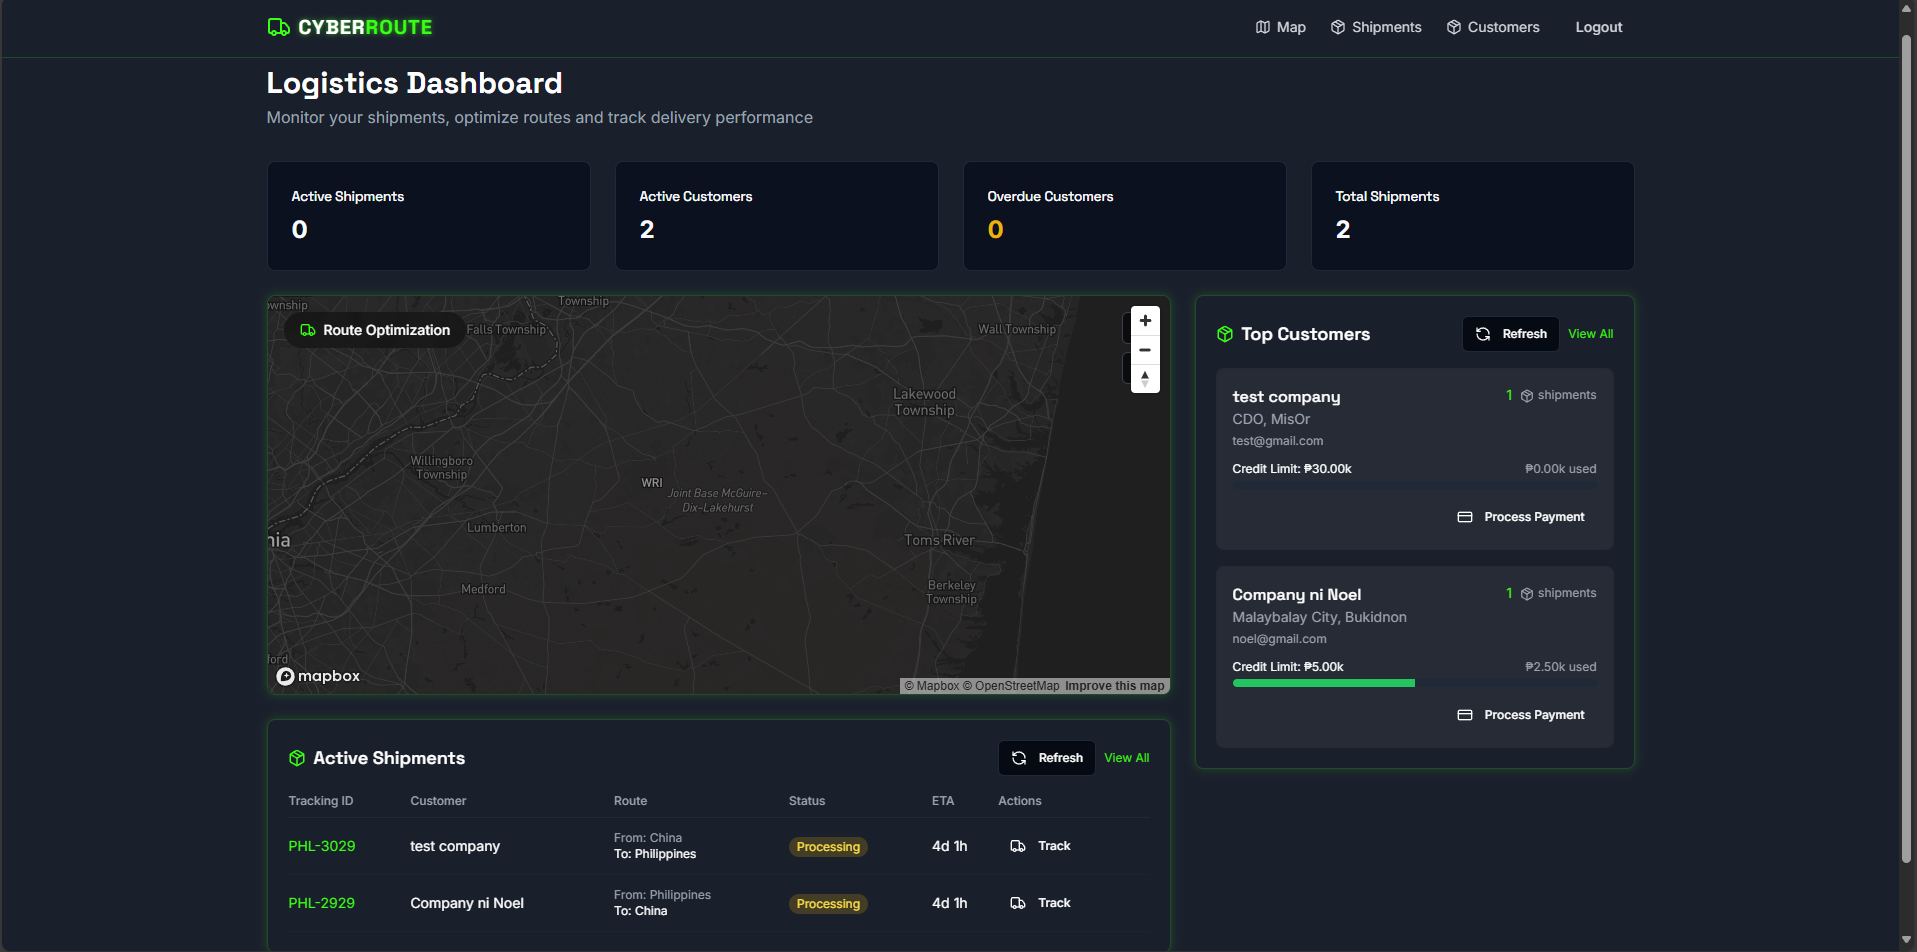 CYBERROUTE
Map
Shipments
Customers
Logout
Logistics Dashboard
Monitor your shipments, optimize routes and track delivery performance
Active Shipments
0
Active Customers
2
Overdue Customers
0
Total Shipments
2
ownship
Township
Route Optimization
Falls Township
Wall Township
Lakewood
Township
Willingboro
Township
WRI
Joint Base McGuire–
Dix–Lakehurst
Lumberton
nia
Toms River
Medford
Berkeley
Township
ford
mapbox
© Mapbox © OpenStreetMap Improve this map
Top Customers
Refresh
View All
test company
1 shipments
CDO, MisOr
test@gmail.com
Credit Limit: ₱30.00k
₱0.00k used
Process Payment
Company ni Noel
1 shipments
Malaybalay City, Bukidnon
noel@gmail.com
Credit Limit: ₱5.00k
₱2.50k used
Process Payment
Active Shipments
Refresh
View All
Tracking ID Customer Route Status ETA Actions
PHL-3029
test company
From: China
To: Philippines
Processing
4d 1h
Track
PHL-2929
Company ni Noel
From: Philippines
To: China
Processing
4d 1h
Track